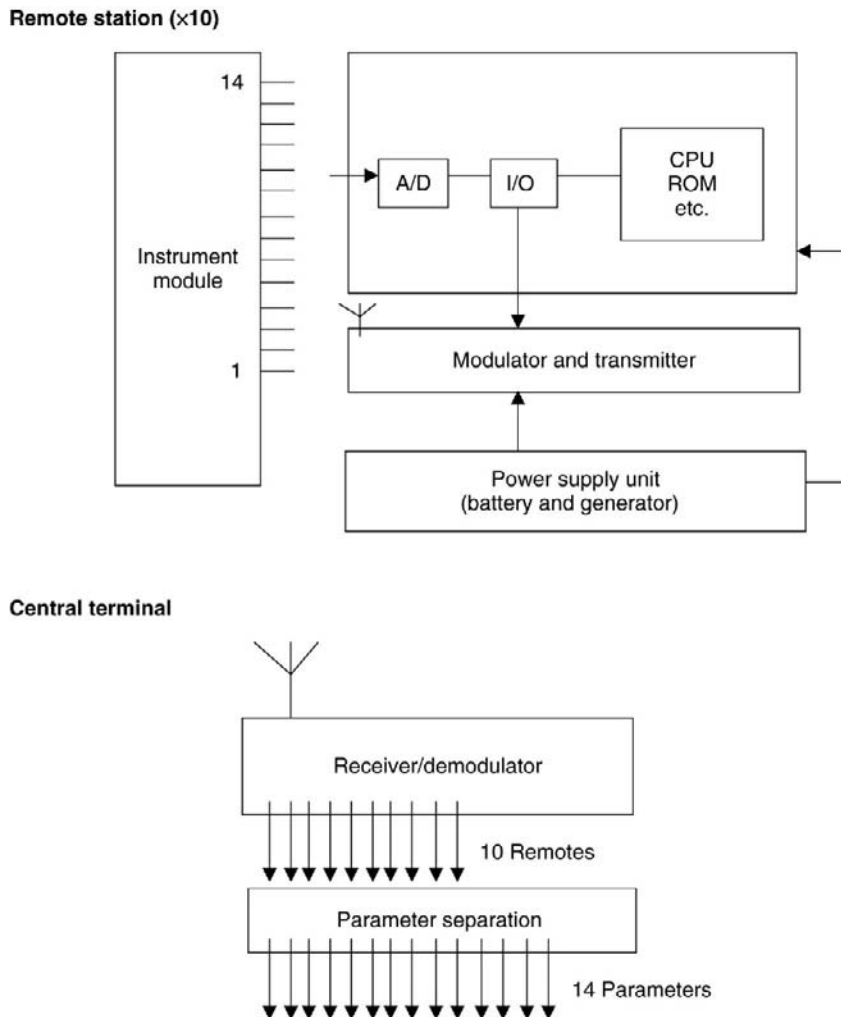 Remote station (×10)
14
Instrument
module
1
A/D
I/O
CPU
ROM
etc.
Modulator and transmitter
Power supply unit
(battery and generator)
Central terminal
Receiver/demodulator
10 Remotes
Parameter separation
14 Parameters